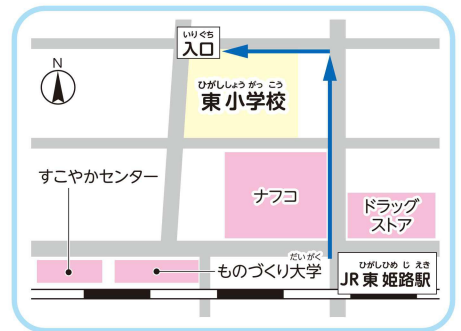 いりぐち
入口
N
ひがししょうがっこう
東小学校
すこやかセンター
ナフコ
ドラッグ
ストア
だいがく
ものづくり大学
ひがしひめじえき
JR東姫路駅